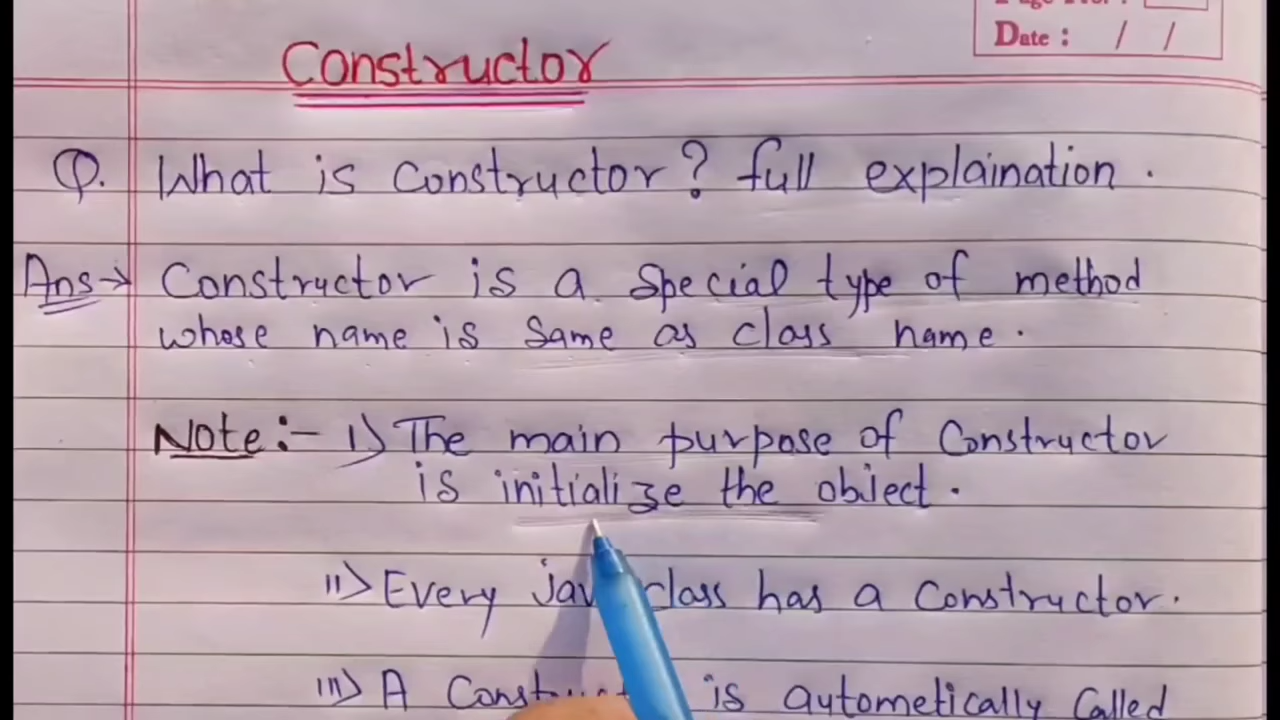 Date : / /
Constructor
Q. What is constructor? full explaination.
Ans→ Constructor is a special type of method
whose name is same as class name.
Note:- i) The main purpose of Constructor
is initialize the object.
ii) Every java class has a constructor.
iii) A is autometically called